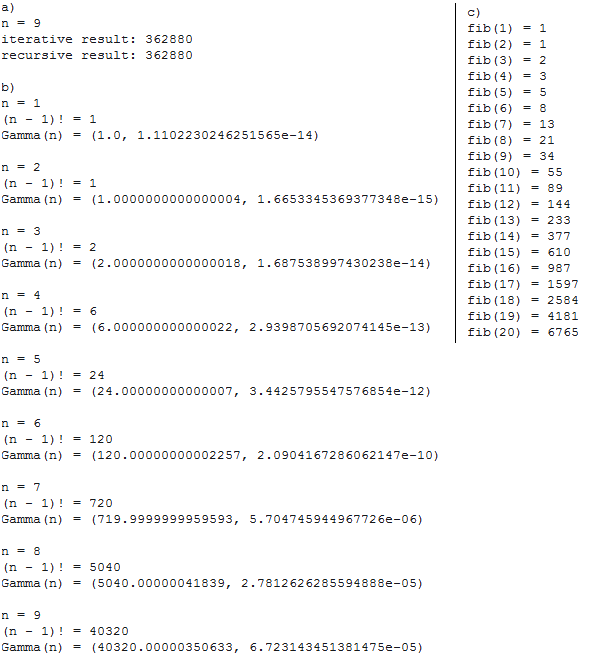 a)
n = 9
iterative result: 362880
recursive result: 362880
b)
n = 1
(n - 1)! = 1
Gamma(n) = (1.0, 1.1102230246251565e-14)
n = 2
(n - 1)! = 1
Gamma(n) = (1.0000000000000004, 1.6653345369377348e-15)
n = 3
(n - 1)! = 2
Gamma(n) = (2.0000000000000018, 1.687538997430238e-14)
n = 4
(n - 1)! = 6
Gamma(n) = (6.000000000000022, 2.9398705692074145e-13)
n = 5
(n - 1)! = 24
Gamma(n) = (24.00000000000007, 3.4425795547576854e-12)
n = 6
(n - 1)! = 120
Gamma(n) = (120.00000000002257, 2.0904167286062147e-10)
n = 7
(n - 1)! = 720
Gamma(n) = (719.9999999959593, 5.704745944967726e-06)
n = 8
(n - 1)! = 5040
Gamma(n) = (5040.00000041839, 2.7812626285594888e-05)
n = 9
(n - 1)! = 40320
Gamma(n) = (40320.00000350633, 6.723143451381475e-05)
c)
fib(1) = 1
fib(2) = 1
fib(3) = 2
fib(4) = 3
fib(5) = 5
fib(6) = 8
fib(7) = 13
fib(8) = 21
fib(9) = 34
fib(10) = 55
fib(11) = 89
fib(12) = 144
fib(13) = 233
fib(14) = 377
fib(15) = 610
fib(16) = 987
fib(17) = 1597
fib(18) = 2584
fib(19) = 4181
fib(20) = 6765